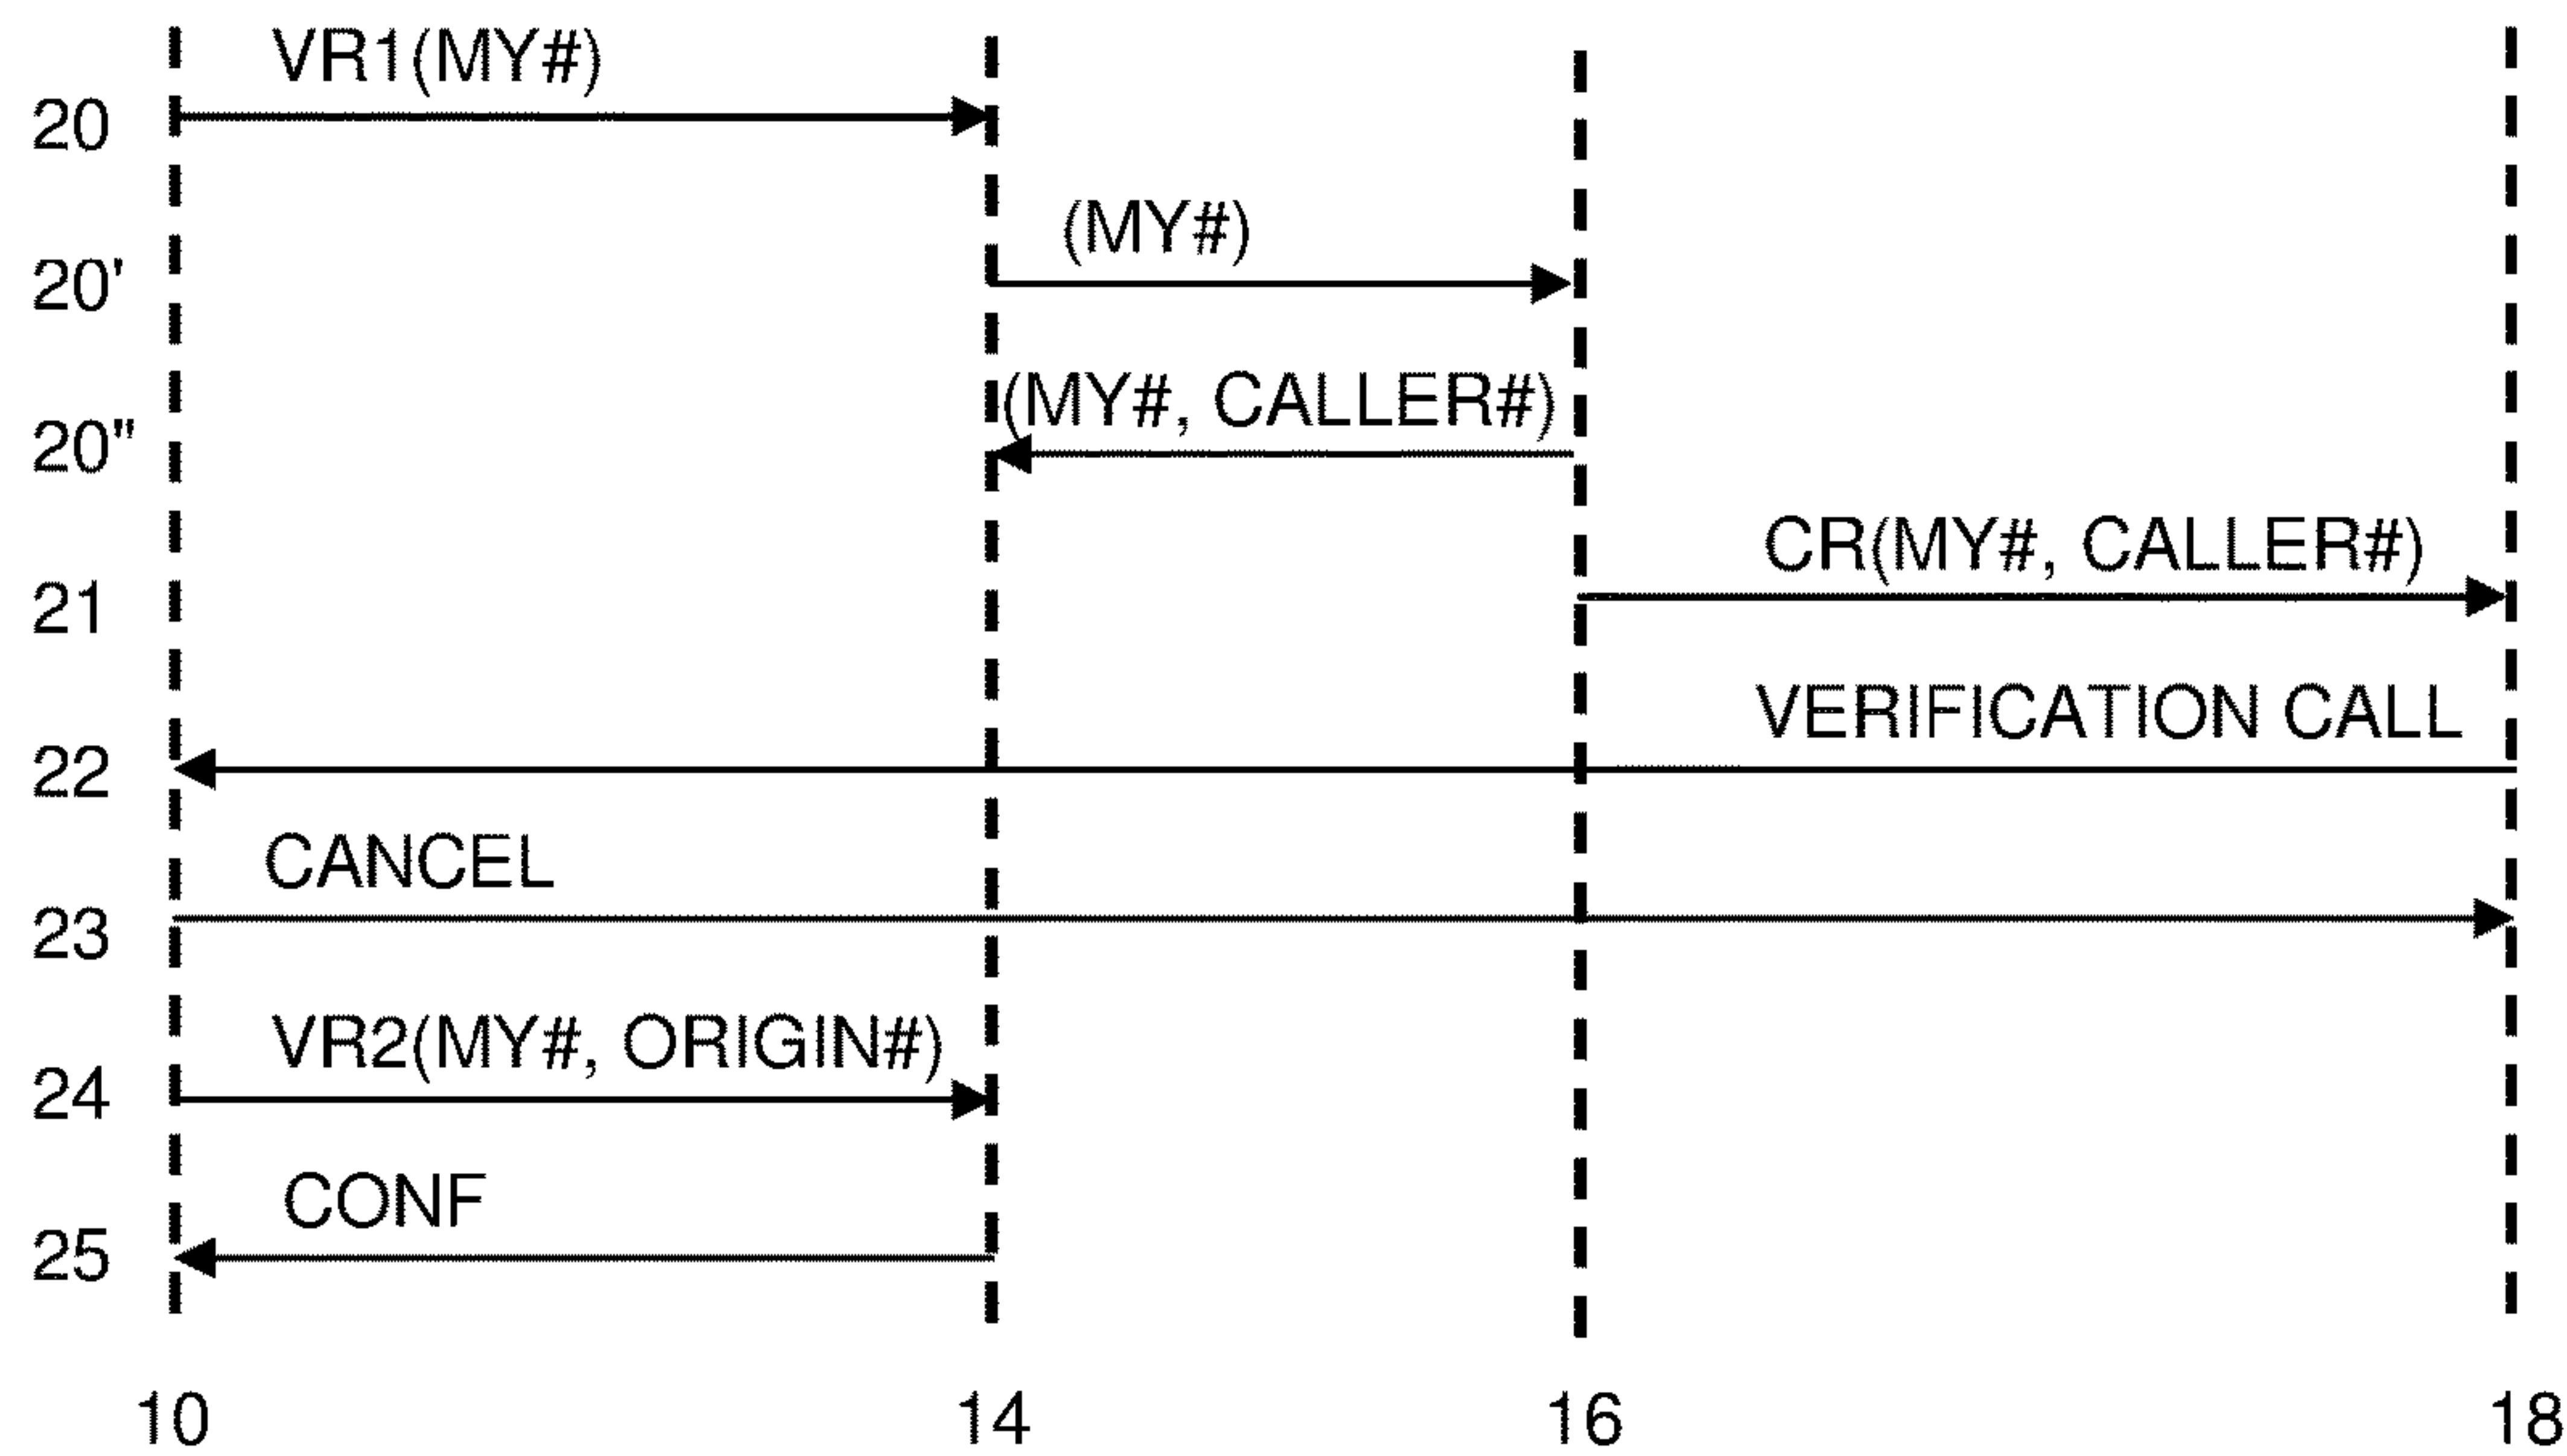 VR1(MY#)
20
(MY#)
20'
(MY#, CALLER#)
20"
CR(MY#, CALLER#)
21
VERIFICATION CALL
22
CANCEL
23
VR2(MY#, ORIGIN#)
24
CONF
25
10 14 16 18